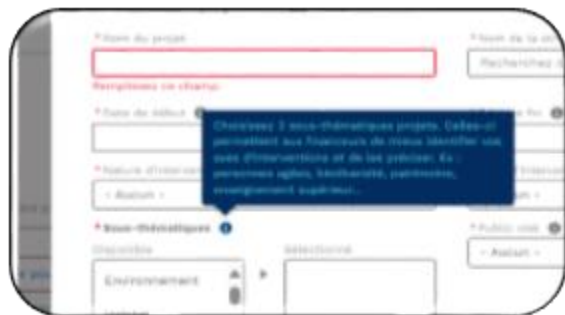 * Nom du projet
* Nom de la
Recherchez
Remplissez ce champ.
* Date de début
Choisissez 3 sous-thématiques projets. Celles-ci
permettent aux financeurs de mieux identifier vos
axes d'interventions et de les préciser. Ex :
personnes agées, biodiversité, patrimoine,
enseignement supérieur...
* Nature d'interven
- Aucun -
* Sous-thématiques
* Public visé
Disponible
Sélectionné
- Aucun -
Environnement